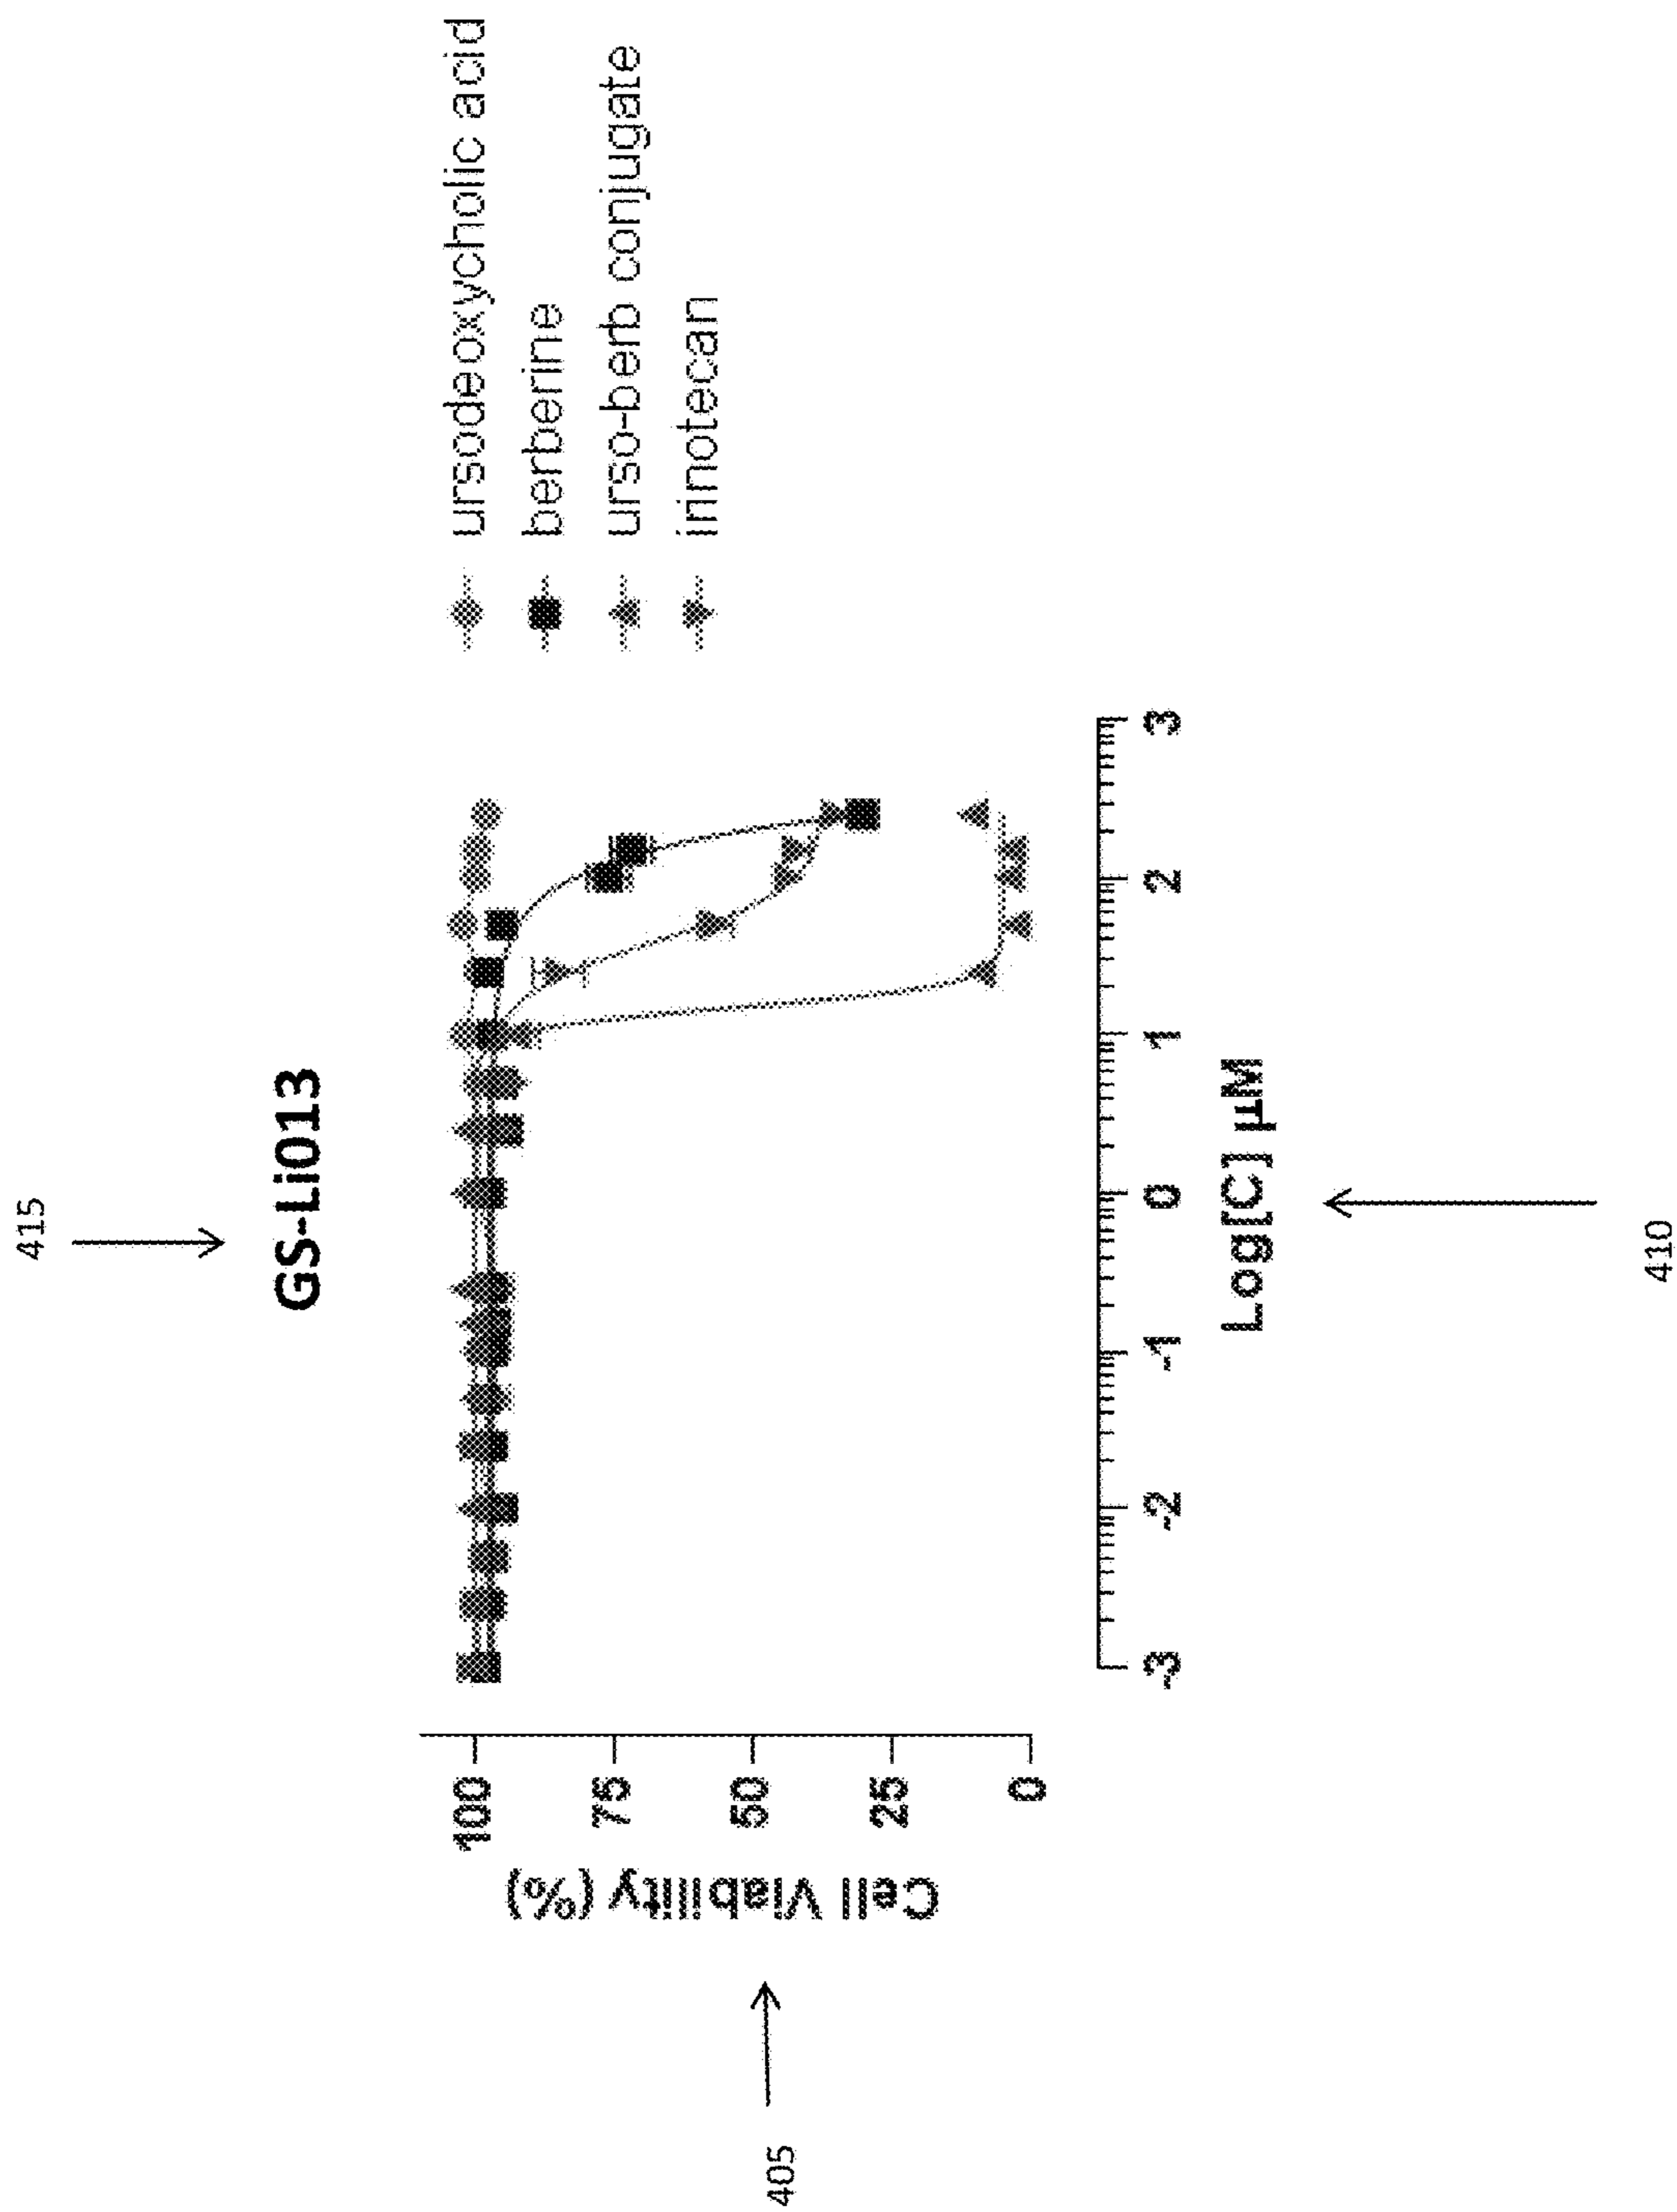 415
GS-Li013
Cell Viability (%)
405
100
75
50
25
0
-3 -2 -1 0 1 2 3
Log[C] µM
410
ursodeoxycholic acid
berberine
urso-berb conjugate
irinotecan